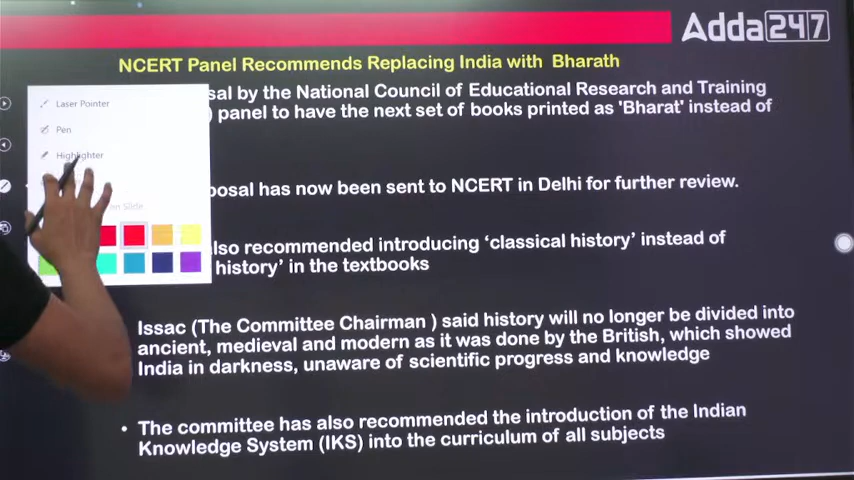 Adda247
NCERT Panel Recommends Replacing India with Bharath
sal by the National Council of Educational Research and Training
) panel to have the next set of books printed as 'Bharat' instead of
Laser Pointer
Pen
Highlighter
posal has now been sent to NCERT in Delhi for further review.
Slide
lso recommended introducing 'classical history' instead of
history' in the textbooks
Issac (The Committee Chairman ) said history will no longer be divided into
ancient, medieval and modern as it was done by the British, which showed
India in darkness, unaware of scientific progress and knowledge
• The committee has also recommended the introduction of the Indian
Knowledge System (IKS) into the curriculum of all subjects